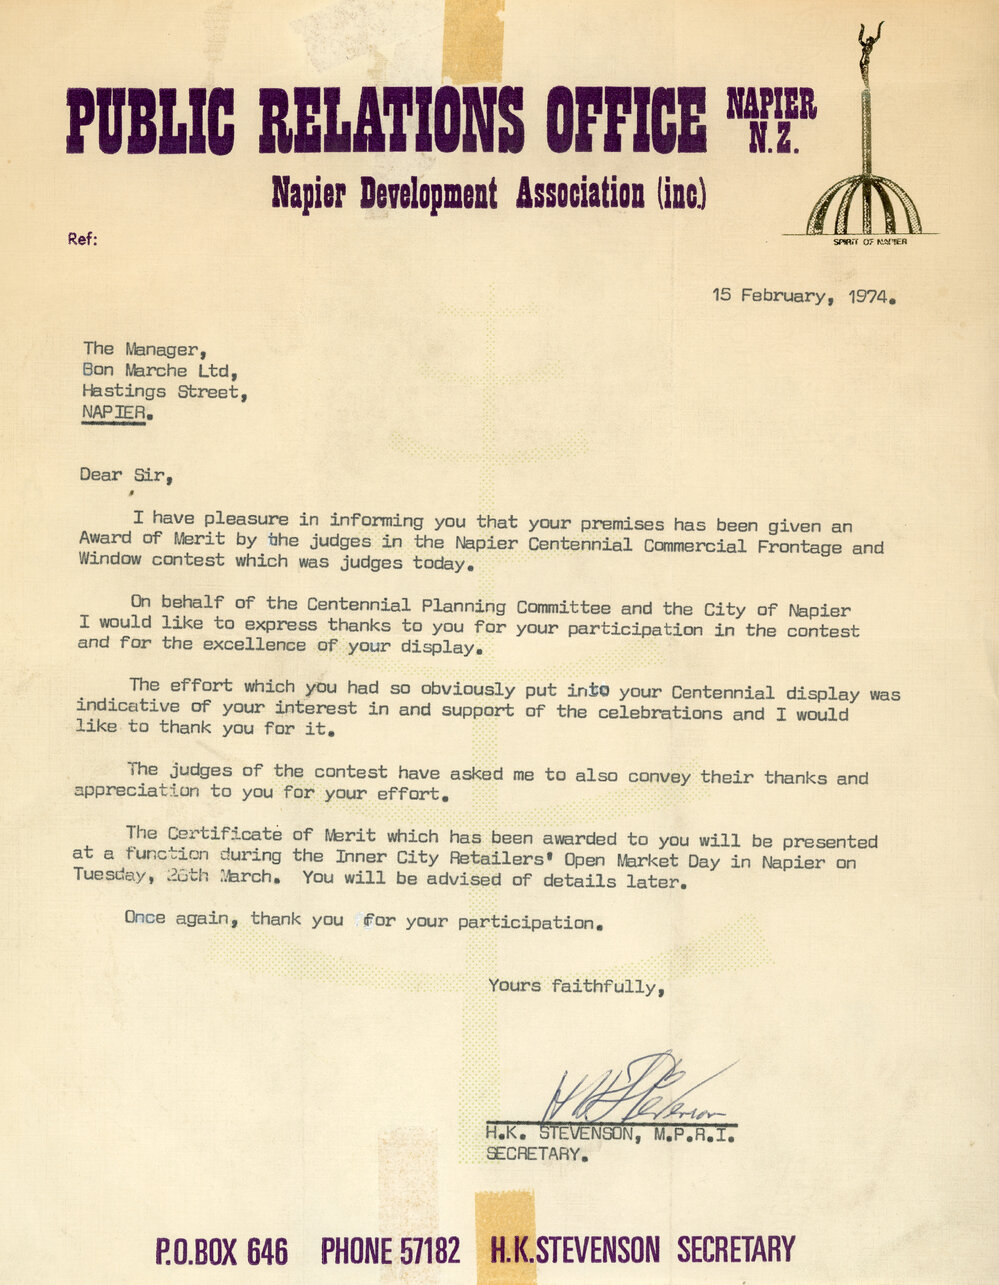 PUBLIC RELATIONS OFFICE NAPIER N.Z.
Napier Development Association (inc.)
SPIRIT OF NAPIER
Ref:
15 February, 1974.
The Manager,
Bon Marche Ltd,
Hastings Street,
NAPIER.
Dear Sir,
I have pleasure in informing you that your premises has been given an
Award of Merit by the judges in the Napier Centennial Commercial Frontage and
Window contest which was judges today.
On behalf of the Centennial Planning Committee and the City of Napier
I would like to express thanks to you for your participation in the contest
and for the excellence of your display.
The effort which you had so obviously put into your Centennial display was
indicative of your interest in and support of the celebrations and I would
like to thank you for it.
The judges of the contest have asked me to also convey their thanks and
appreciation to you for your effort.
The Certificate of Merit which has been awarded to you will be presented
at a function during the Inner City Retailers' Open Market Day in Napier on
Tuesday, 26th March. You will be advised of details later.
Once again, thank you for your participation.
Yours faithfully,
H.K. Stevenson
H.K. STEVENSON, M.P.R.I.
SECRETARY.
P.O.BOX 646 PHONE 57182 H.K.STEVENSON SECRETARY